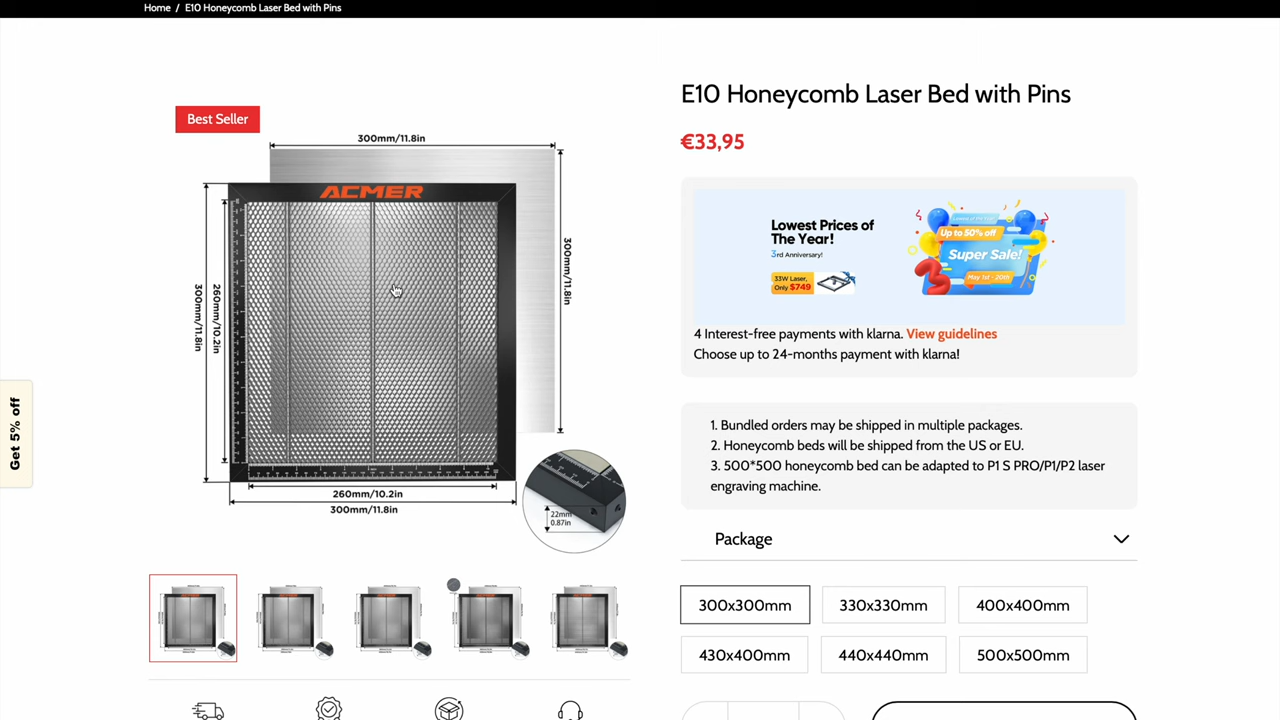 Home / E10 Honeycomb Laser Bed with Pins
Best Seller
300mm/11.8in
ACMER
300mm/11.8in
300mm/11.8in
260mm/10.2in
260mm/10.2in
300mm/11.8in
22mm
0.87in
Get 5% off
E10 Honeycomb Laser Bed with Pins
€33,95
Lowest Prices of
The Year!
3rd Anniversary!
33W Laser,
Only $749
Up to 50% off
Super Sale!
May 1st - 20th
3
4 Interest-free payments with klarna. View guidelines
Choose up to 24-months payment with klarna!
1. Bundled orders may be shipped in multiple packages.
2. Honeycomb beds will be shipped from the US or EU.
3. 500*500 honeycomb bed can be adapted to P1 S PRO/P1/P2 laser
engraving machine.
Package
300x300mm
330x330mm
400x400mm
430x400mm
440x440mm
500x500mm